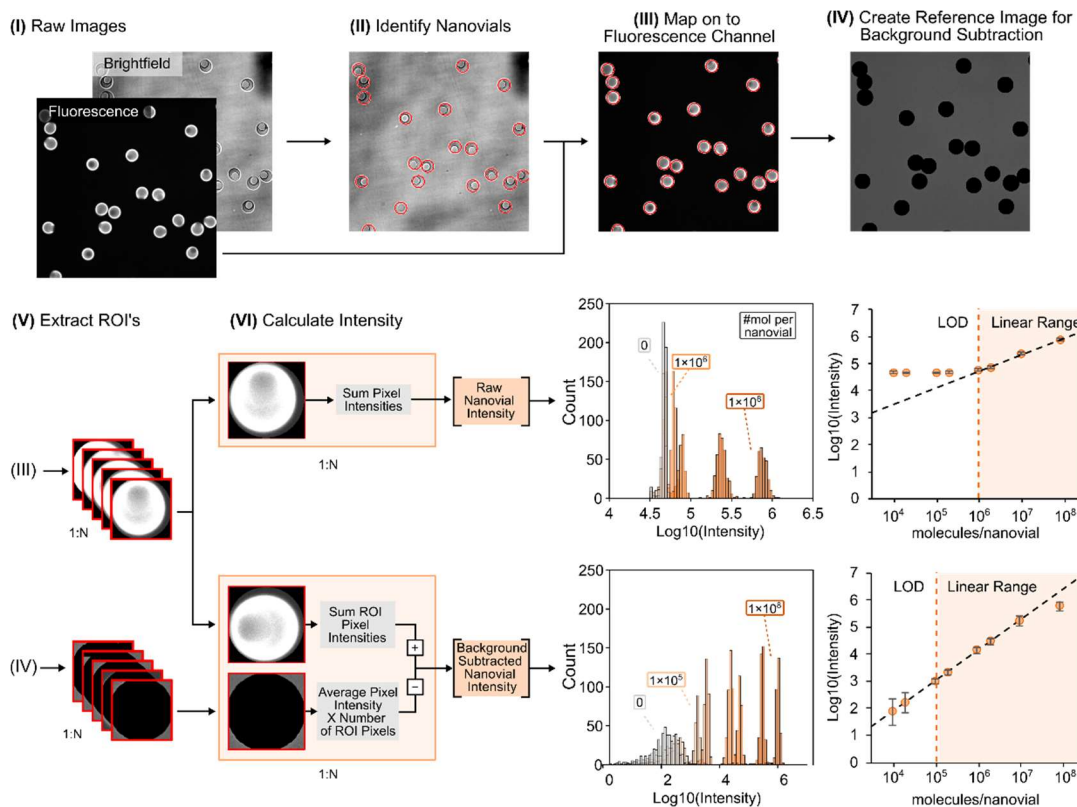 (I) Raw Images
Brightfield
Fluorescence
(II) Identify Nanovials
(III) Map on to
Fluorescence Channel
(IV) Create Reference Image for
Background Subtraction
(V) Extract ROI's
(III)
1:N
(IV)
1:N
(VI) Calculate Intensity
Sum Pixel
Intensities
1:N
Raw
Nanovial
Intensity
Sum ROI
Pixel
Intensities
+
−
Average Pixel
Intensity
X Number
of ROI Pixels
1:N
Background
Subtracted
Nanovial
Intensity
250
200
150
100
50
0
Count
#mol per
nanovial
0
1×10⁶
1×10⁸
4
4.5
5
5.5
6
6.5
Log10(Intensity)
7
6
5
4
3
2
1
0
Log10(Intensity)
LOD
Linear Range
10⁴
10⁵
10⁶
10⁷
10⁸
molecules/nanovial
250
200
150
100
50
0
Count
0
1×10⁵
1×10⁸
0
2
4
6
Log10(Intensity)
7
6
5
4
3
2
1
0
Log10(Intensity)
LOD
Linear Range
10⁴
10⁵
10⁶
10⁷
10⁸
molecules/nanovial